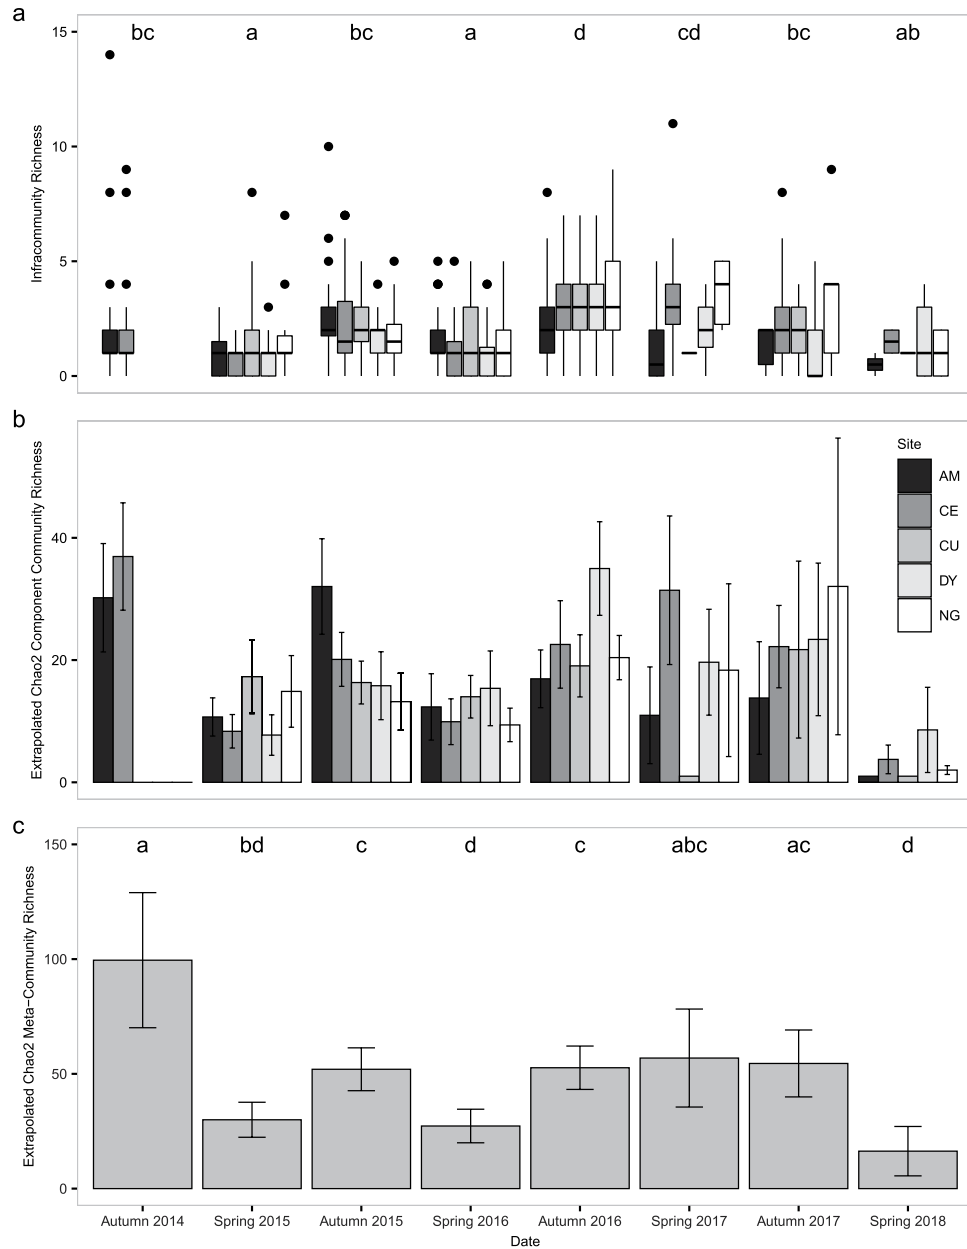 a
bc a bc a d cd bc ab
15
10
5
0
Infracommunity Richness
b
Extrapolated Chao2 Component Community Richness
40
20
0
Site
AM
CE
CU
DY
NG
c
a bd c d c abc ac d
150
100
50
0
Extrapolated Chao2 Meta−Community Richness
Autumn 2014 Spring 2015 Autumn 2015 Spring 2016 Autumn 2016 Spring 2017 Autumn 2017 Spring 2018
Date